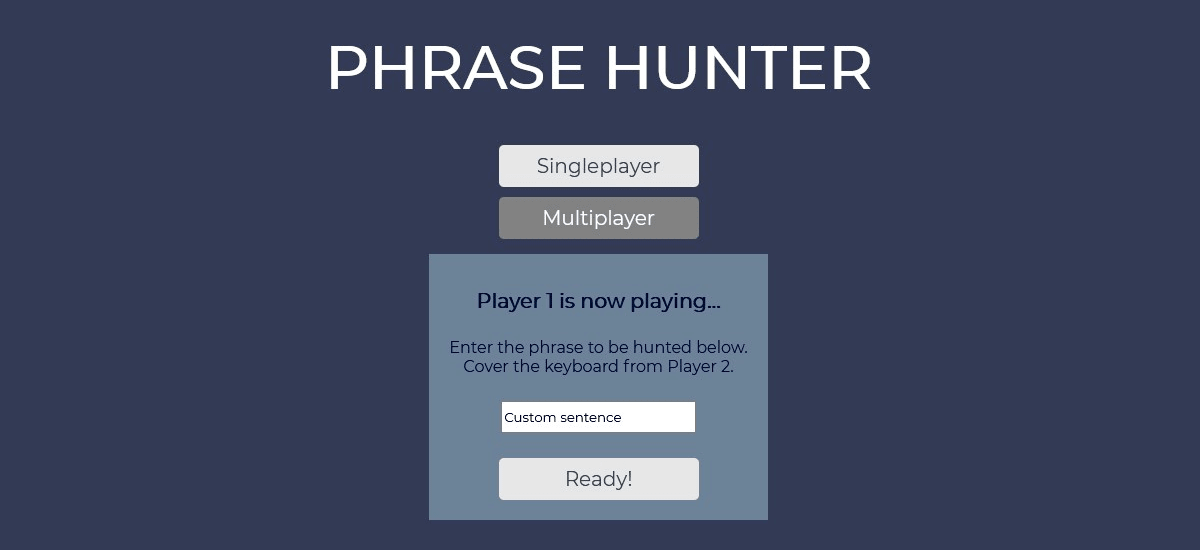 PHRASE HUNTER
Singleplayer
Multiplayer
Player 1 is now playing...
Enter the phrase to be hunted below.
Cover the keyboard from Player 2.
Custom sentence
Ready!